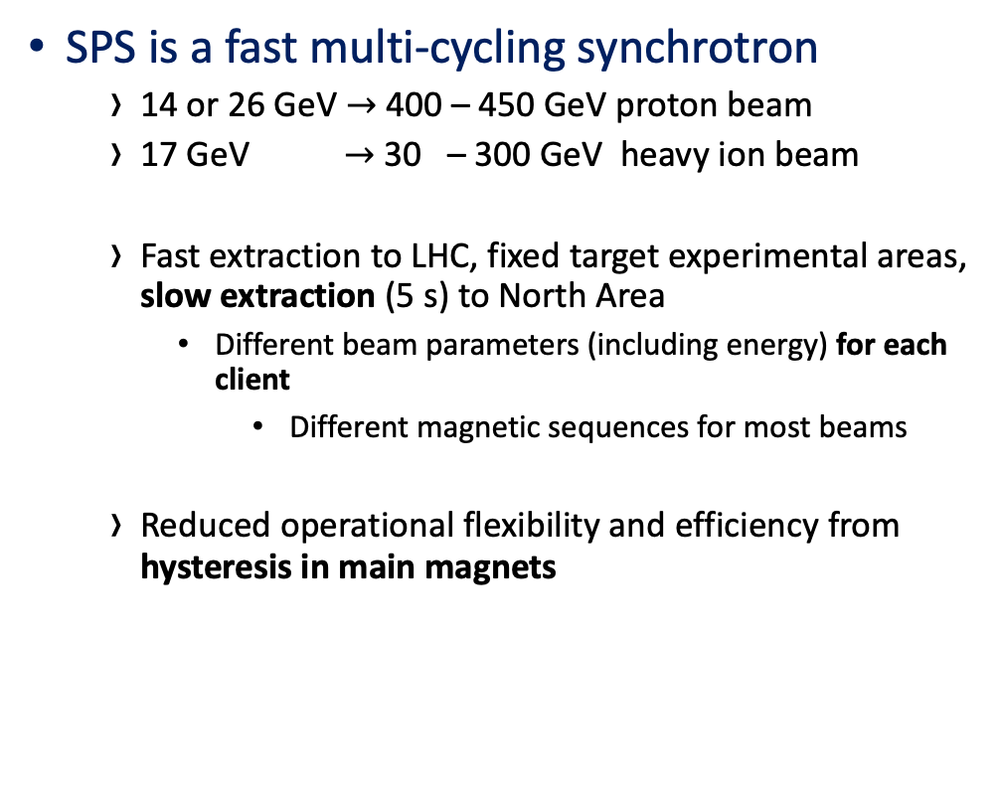 • SPS is a fast multi-cycling synchrotron
› 14 or 26 GeV → 400 – 450 GeV proton beam
› 17 GeV → 30 – 300 GeV heavy ion beam
› Fast extraction to LHC, fixed target experimental areas,
slow extraction (5 s) to North Area
• Different beam parameters (including energy) for each
client
• Different magnetic sequences for most beams
› Reduced operational flexibility and efficiency from
hysteresis in main magnets